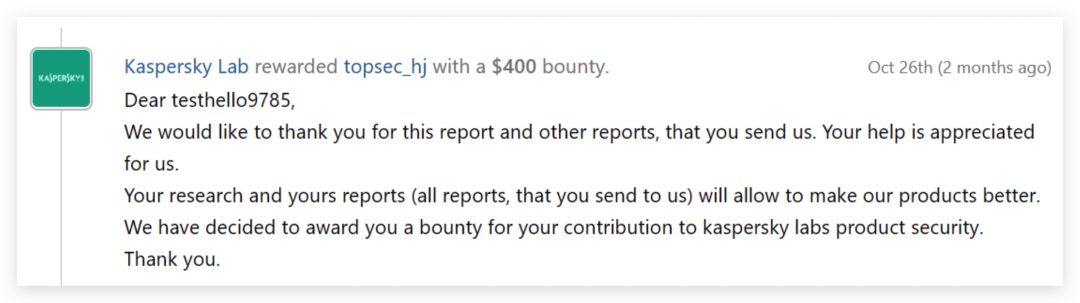 KASPERSKY
Kaspersky Lab rewarded topsec_hj with a $400 bounty. Oct 26th (2 months ago)
Dear testhello9785,
We would like to thank you for this report and other reports, that you send us. Your help is appreciated
for us.
Your research and yours reports (all reports, that you send to us) will allow to make our products better.
We have decided to award you a bounty for your contribution to kaspersky labs product security.
Thank you.